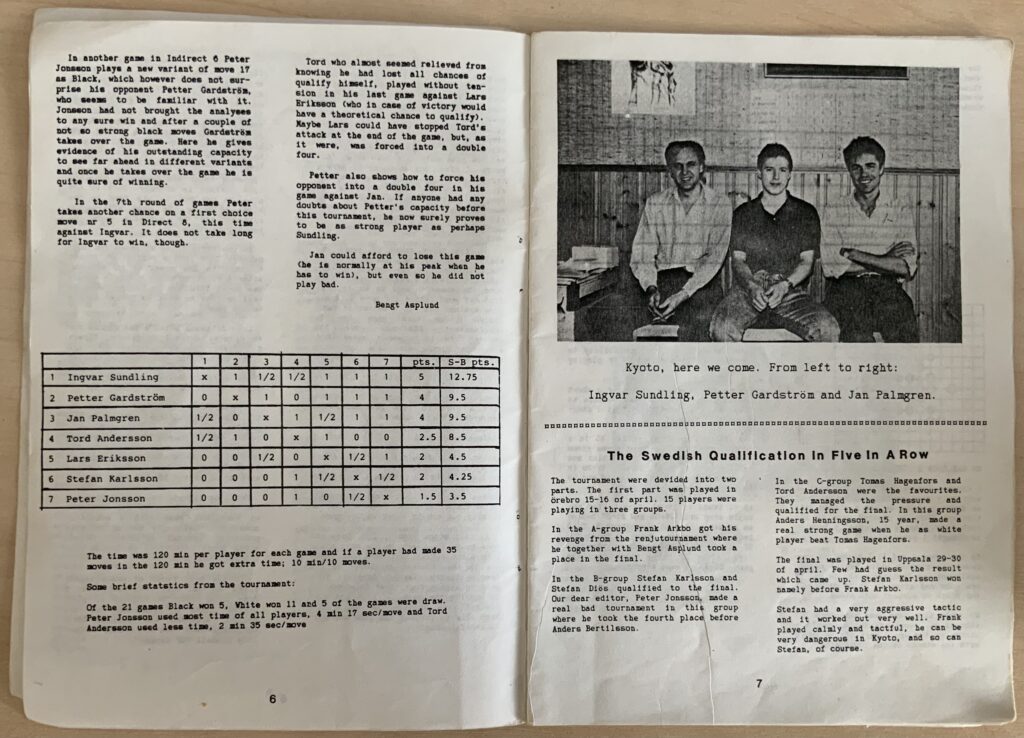 In another game in Indirect 6 Peter
Jonsson plays a new variant of move 17
as Black, which however does not sur-
prise his opponent Petter Gardström,
who seems to be familiar with it.
Jonsson had not brought the analyses
to any sure win and after a couple of
not so strong black moves Gardström
takes over the game. Here he gives
evidence of his outstanding capacity
to see far ahead in different variants
and once he takes over the game he is
quite sure of winning.
In the 7th round of games Peter
takes another chance on a first choice
move nr 5 in Direct 8, this time
against Ingvar. It does not take long
for Ingvar to win, though.
Tord who almost seemed relieved from
knowing he had lost all chances of
qualify himself, played without ten-
sion in his last game against Lars
Eriksson (who in case of victory would
have a theoretical chance to qualify).
Maybe Lars could have stopped Tord's
attack at the end of the game, but, as
it were, was forced into a double
four.
Petter also shows how to force his
opponent into a double four in his
game against Jan. If anyone had any
doubts about Petter's capacity before
this tournament, he now surely proves
to be as strong player as perhaps
Sundling.
Jan could afford to lose this game
(he is normally at his peak when he
has to win), but even so he did not
play bad.
Bengt Asplund
1 2 3 4 5 6 7 pts. S-B pts.
1 Ingvar Sundling x 1 1/2 1/2 1 1 1 5 12.75
2 Petter Gardström 0 x 1 0 1 1 1 4 9.5
3 Jan Palmgren 1/2 0 x 1 1/2 1 1 4 9.5
4 Tord Andersson 1/2 1 0 x 1 0 0 2.5 8.5
5 Lars Eriksson 0 0 1/2 0 x 1/2 1 2 4.5
6 Stefan Karlsson 0 0 0 1 1/2 x 1/2 2 4.25
7 Peter Jonsson 0 0 0 1 0 1/2 x 1.5 3.5
The time was 120 min per player for each game and if a player had made 35
moves in the 120 min he got extra time; 10 min/10 moves.
Some brief statstics from the tournament:
Of the 21 games Black won 5, White won 11 and 5 of the games were draw.
Peter Jonsson used most time of all players, 4 min 17 sec/move and Tord
Andersson used less time, 2 min 35 sec/move
6
Kyoto, here we come. From left to right:
Ingvar Sundling, Petter Gardström and Jan Palmgren.
The Swedish Qualification in Five in A Row
The tournament were devided into two
parts. The first part was played in
örebro 15-16 of april. 15 players were
playing in three groups.
In the A-group Frank Arkbo got his
revenge from the renjutournament where
he together with Bengt Asplund took a
place in the final.
In the B-group Stefan Karlsson and
Stefan Diös qualified to the final.
Our dear editor, Peter Jonsson, made a
real bad tournament in this group
where he took the fourth place before
Anders Bertilsson.
In the C-group Tomas Hagenfors and
Tord Andersson were the favourites.
They managed the pressure and
qualified for the final. In this group
Anders Henningsson, 15 year, made a
real strong game when he as white
player beat Tomas Hagenfors.
The final was played in Uppsala 29-30
of april. Few had guess the result
which came up. Stefan Karlsson won
namely before Frank Arkbo.
Stefan had a very aggressive tactic
and it worked out very well. Frank
played calmly and tactful, he can be
very dangerous in Kyoto, and so can
Stefan, of course.
7